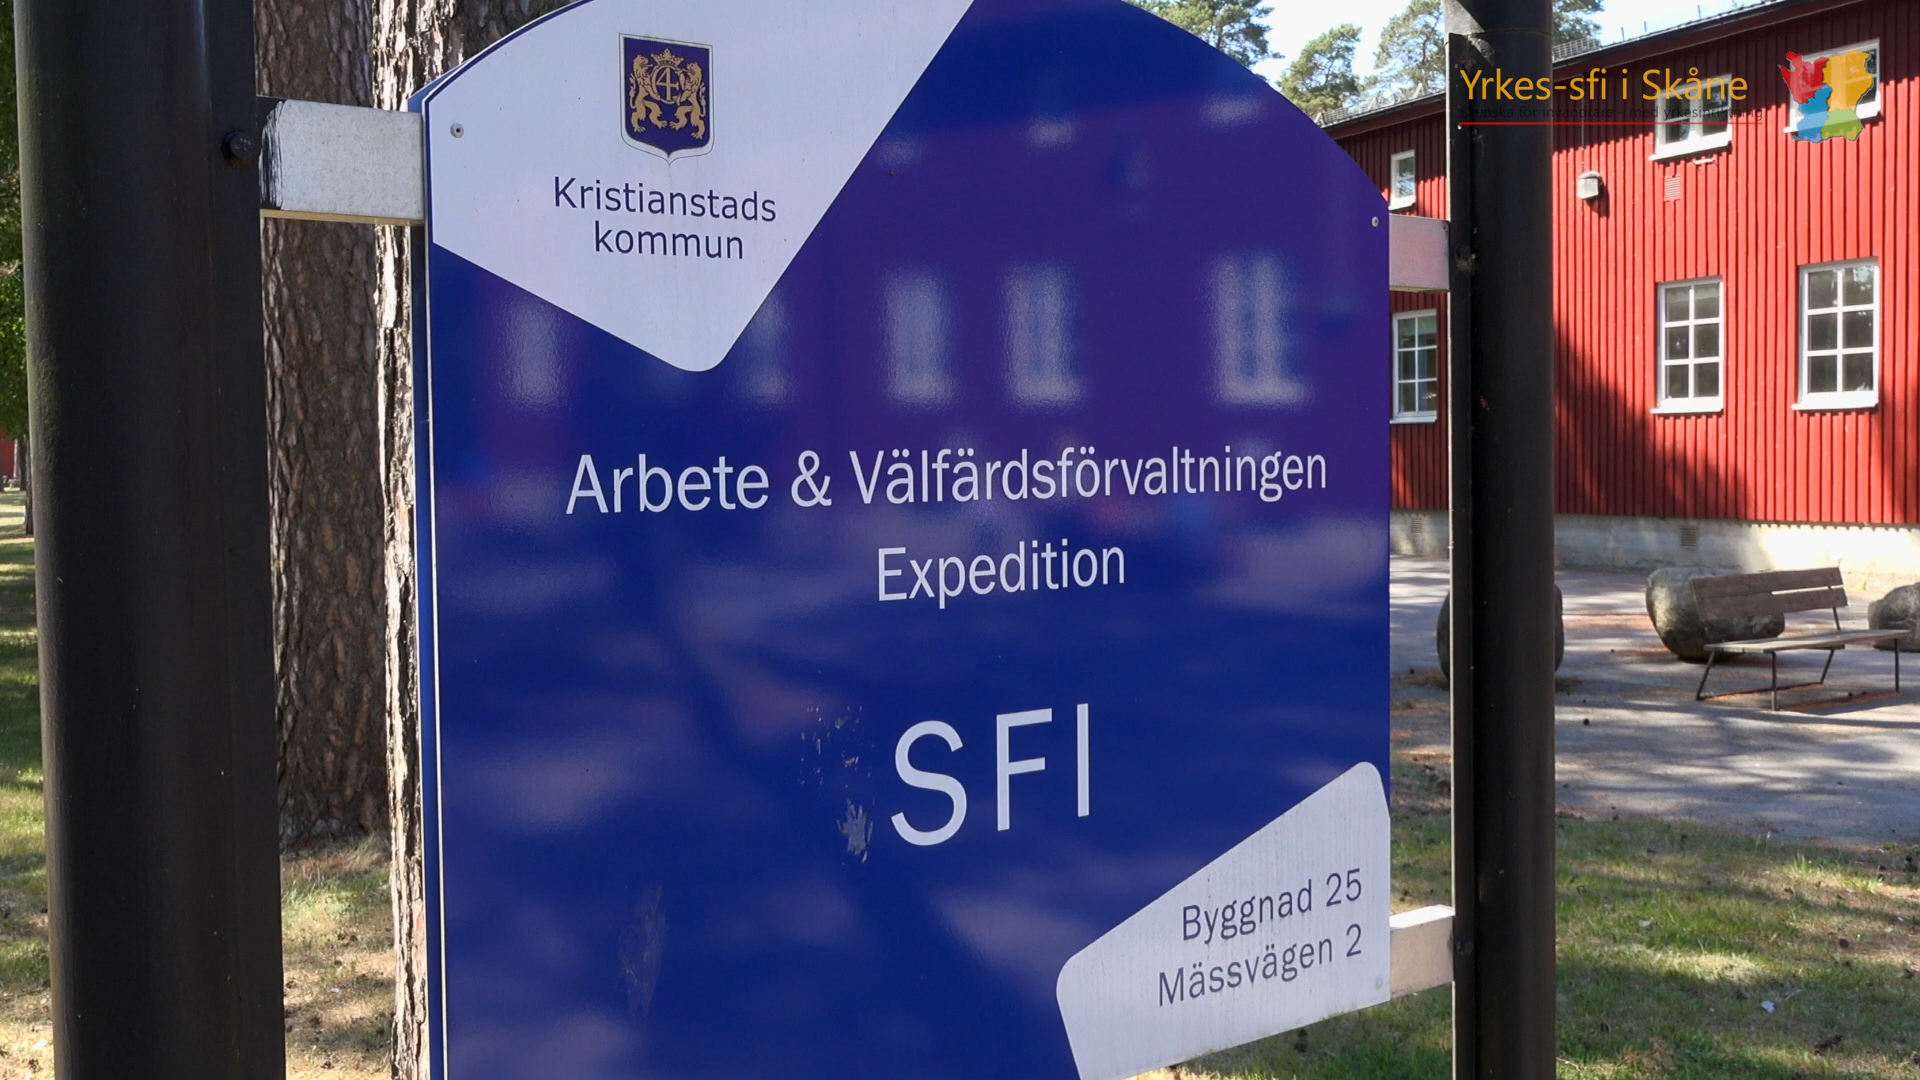 Yrkes-sfi i Skåne
Kristianstads
kommun
Arbete & Välfärdsförvaltningen
Expedition
SFI
Byggnad 25
Mässvägen 2